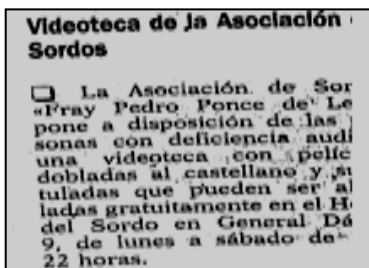 Videoteca de la Asociación
Sordos
La Asociación de Sor
«Fray Pedro Ponce de Le
pone a disposición de las
sonas con deficiencia audi
una videoteca con pelíc
dobladas al castellano y su
tuladas que pueden ser al
ladas gratuitamente en el H
del Sordo en General Dá
9, de lunes a sábado de
22 horas.